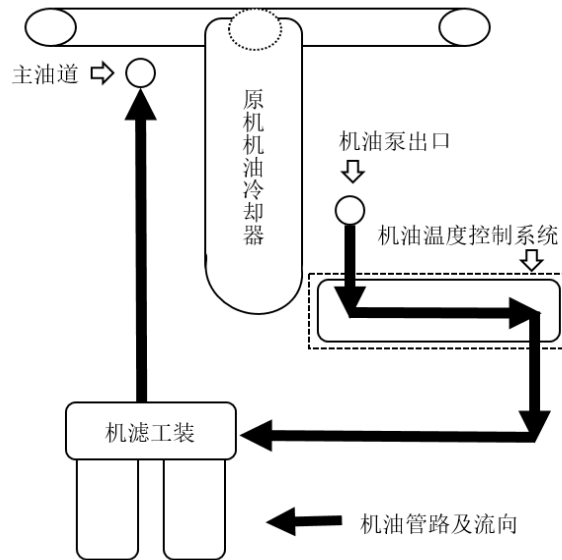 主油道
原机机油冷却器
机油泵出口
机油温度控制系统
机滤工装
机油管路及流向